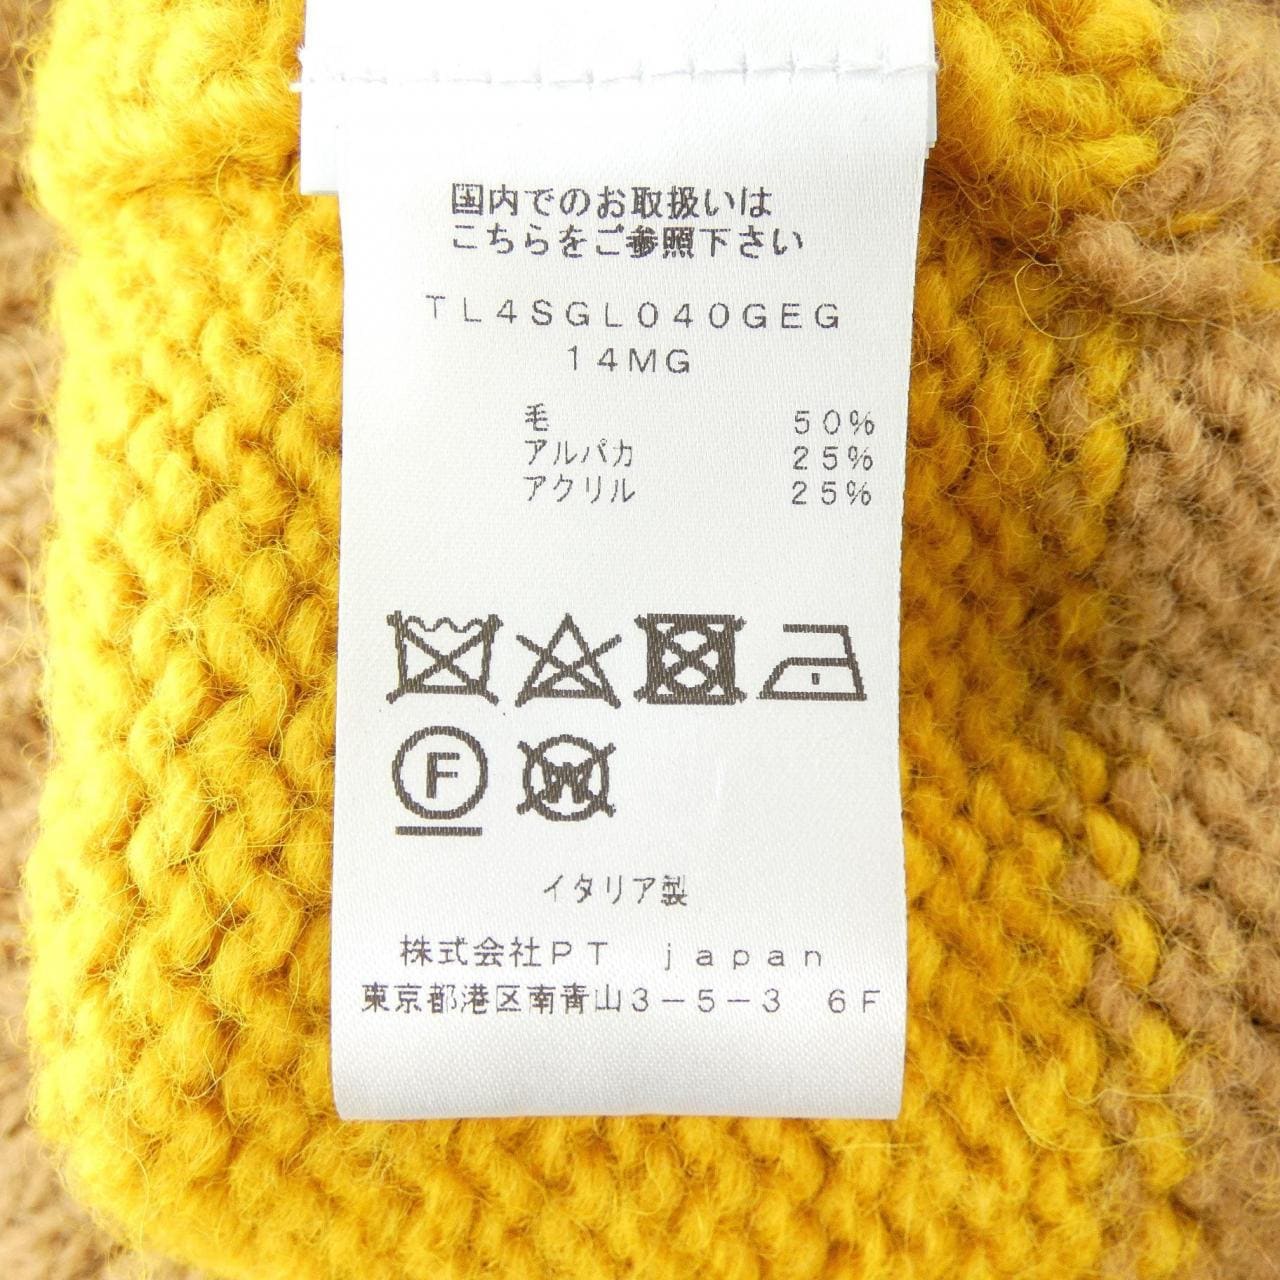 国内でのお取扱いは
こちらをご参照下さい
TL4SGL040GEG
14MG
毛 50%
アルパカ 25%
アクリル 25%
F W
イタリア製
株式会社PT japan
東京都港区南青山3-5-3 6F